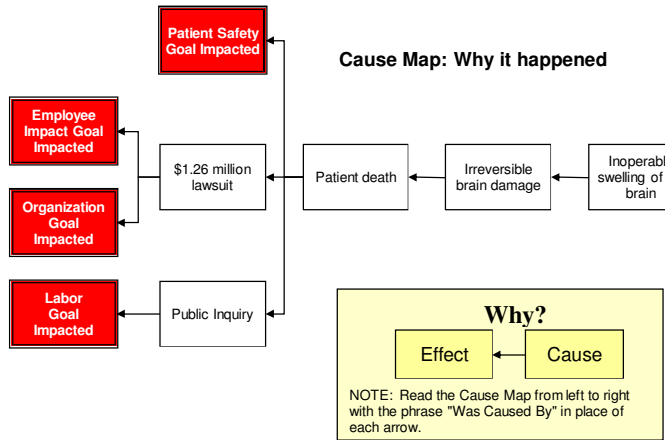 Patient Safety
Goal Impacted
Cause Map: Why it happened
Employee
Impact Goal
Impacted
$1.26 million
lawsuit
Patient death
Irreversible
brain damage
swelling of
brain
Organization
Goal
Impacted
Labor
Goal
Impacted
Public Inquiry
Why?
Effect
Cause
NOTE: Read the Cause Map from left to right
with the phrase "Was Caused By" in place of
each arrow.